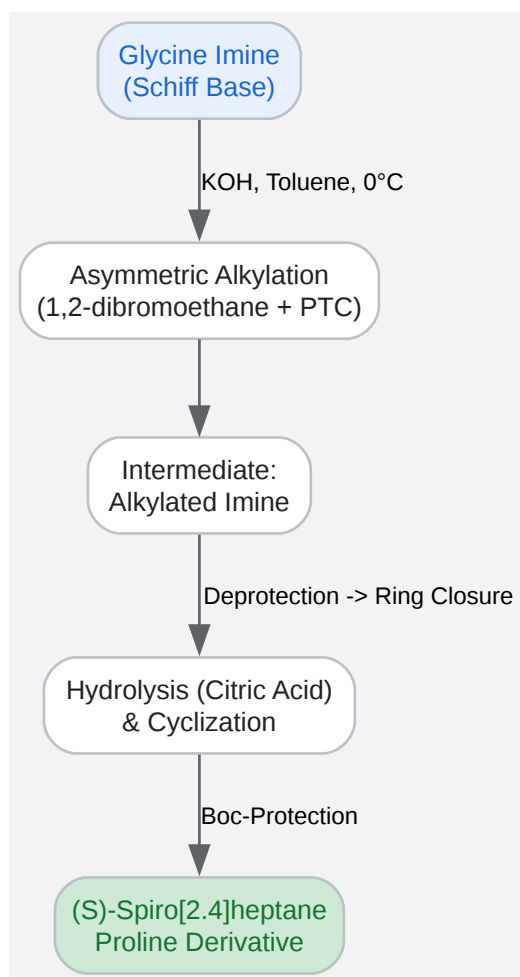 Glycine Imine
(Schiff Base)
KOH, Toluene, 0°C
Asymmetric Alkylation
(1,2-dibromoethane + PTC)
Intermediate:
Alkylated Imine
Deprotection -> Ring Closure
Hydrolysis (Citric Acid)
& Cyclization
Boc-Protection
(S)-Spiro[2.4]heptane
Proline Derivative